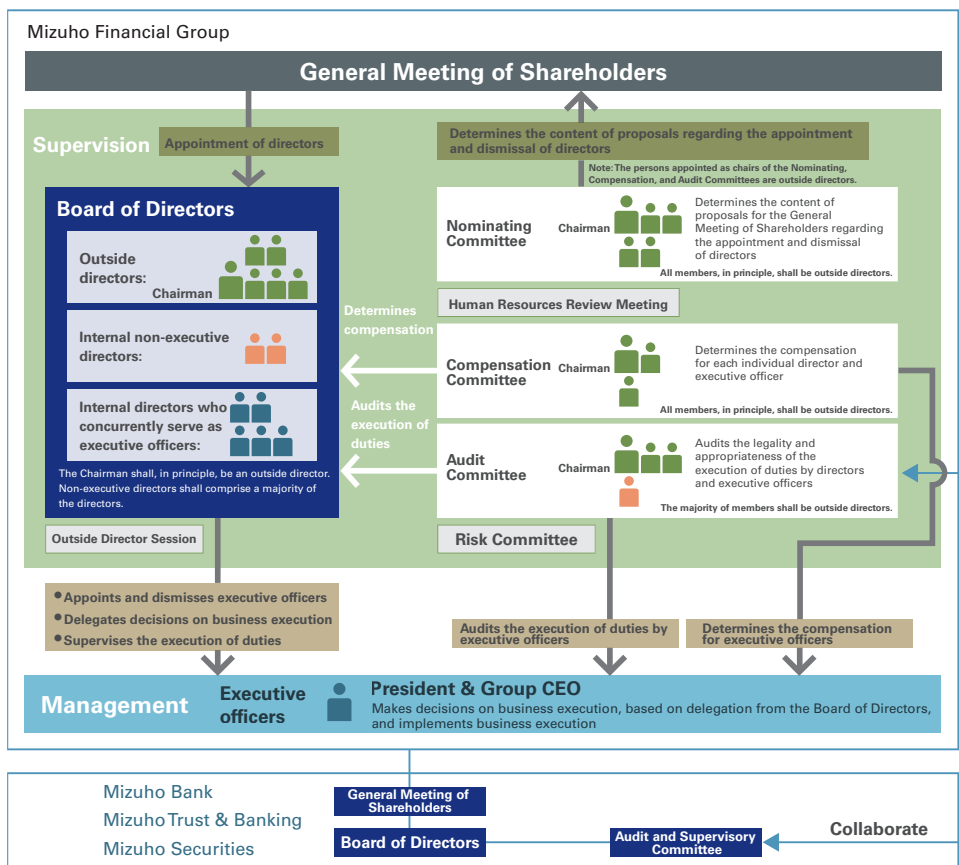 Mizuho Financial Group
General Meeting of Shareholders
Supervision
Appointment of directors
Determines the content of proposals regarding the appointment
and dismissal of directors
Note: The persons appointed as chairs of the Nominating,
Compensation, and Audit Committees are outside directors.
Board of Directors
Outside
directors:
Chairman
Internal non-executive
directors:
Internal directors who
concurrently serve as
executive officers:
The Chairman shall, in principle, be an outside director.
Non-executive directors shall comprise a majority of
the directors.
Outside Director Session
Determines
compensation
Audits the
execution of
duties
Nominating
Committee
Chairman
Determines the content of
proposals for the General
Meeting of Shareholders regarding
the appointment and dismissal
of directors
All members, in principle, shall be outside directors.
Human Resources Review Meeting
Compensation
Committee
Chairman
Determines the compensation
for each individual director and
executive officer
All members, in principle, shall be outside directors.
Audit
Committee
Chairman
Audits the legality and
appropriateness of the
execution of duties by directors
and executive officers
The majority of members shall be outside directors.
Risk Committee
•Appoints and dismisses executive officers
•Delegates decisions on business execution
•Supervises the execution of duties
Audits the execution of duties by
executive officers
Determines the compensation
for executive officers
Management
Executive
officers
President & Group CEO
Makes decisions on business execution, based on delegation from the Board of Directors,
and implements business execution
Mizuho Bank
Mizuho Trust & Banking
Mizuho Securities
General Meeting of
Shareholders
Board of Directors
Audit and Supervisory
Committee
Collaborate